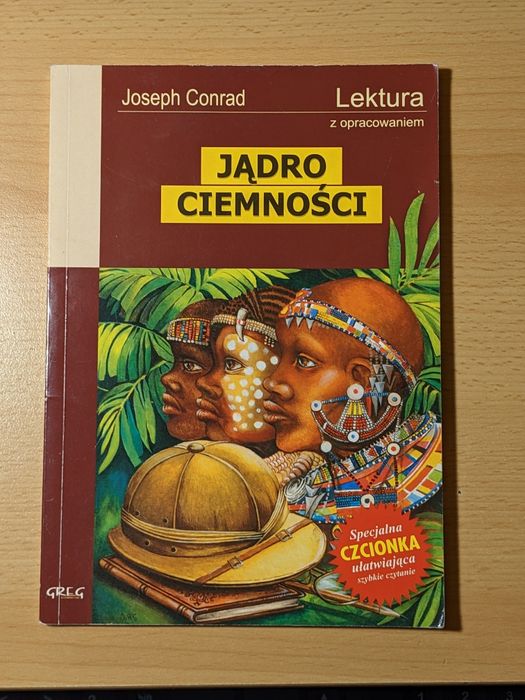 Joseph Conrad
Lektura
z opracowaniem
JĄDRO
CIEMNOŚCI
Specjalna
CZCIONKA
ułatwiająca
szybkie czytanie
GREG